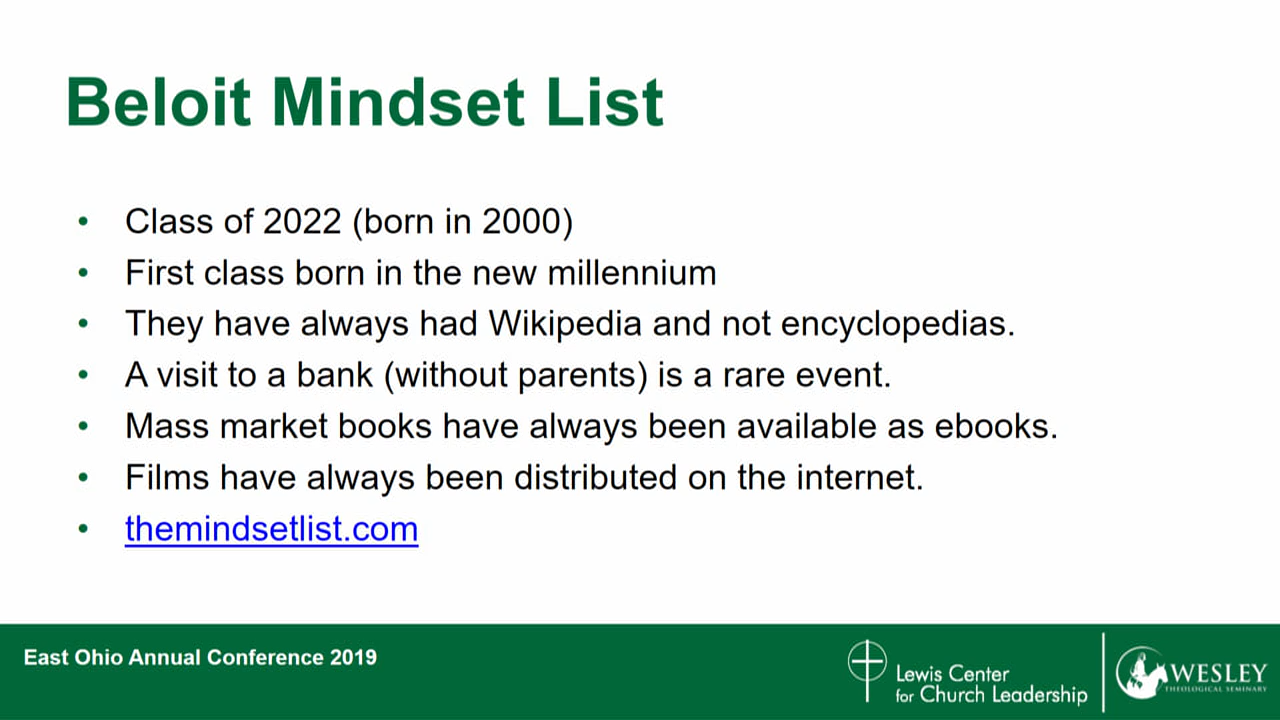 Beloit Mindset List
• Class of 2022 (born in 2000)
• First class born in the new millennium
• They have always had Wikipedia and not encyclopedias.
• A visit to a bank (without parents) is a rare event.
• Mass market books have always been available as ebooks.
• Films have always been distributed on the internet.
• themindsetlist.com
East Ohio Annual Conference 2019
Lewis Center
for Church Leadership
WESLEY
THEOLOGICAL SEMINARY